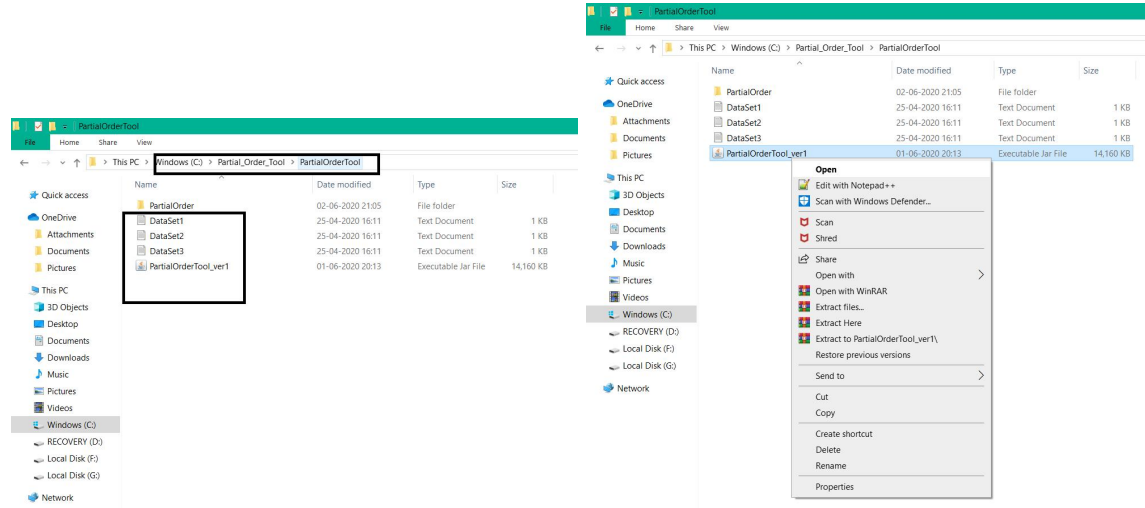 PartialOrderTool
File Home Share View
This PC > Windows (C:) > Partial_Order_Tool > PartialOrderTool
Name Date modified Type Size
Quick access
OneDrive
Attachments
Documents
Pictures
This PC
3D Objects
Desktop
Documents
Downloads
Music
Pictures
Videos
Windows (C:)
RECOVERY (D:)
Local Disk (F:)
Local Disk (G:)
Network
PartialOrder 02-06-2020 21:05 File folder
DataSet1 25-04-2020 16:11 Text Document 1 KB
DataSet2 25-04-2020 16:11 Text Document 1 KB
DataSet3 25-04-2020 16:11 Text Document 1 KB
PartialOrderTool_ver1 01-06-2020 20:13 Executable Jar File 14,160 KB
PartialOrderTool
File Home Share View
This PC > Windows (C:) > Partial_Order_Tool > PartialOrderTool
Name Date modified Type Size
Quick access
OneDrive
Attachments
Documents
Pictures
This PC
3D Objects
Desktop
Documents
Downloads
Music
Pictures
Videos
Windows (C:)
RECOVERY (D:)
Local Disk (F:)
Local Disk (G:)
Network
PartialOrder 02-06-2020 21:05 File folder
DataSet1 25-04-2020 16:11 Text Document 1 KB
DataSet2 25-04-2020 16:11 Text Document 1 KB
DataSet3 25-04-2020 16:11 Text Document 1 KB
PartialOrderTool_ver1 01-06-2020 20:13 Executable Jar File 14,160 KB
Open
Edit with Notepad++
Scan with Windows Defender...
Scan
Shred
Share
Open with
Open with WinRAR
Extract files...
Extract Here
Extract to PartialOrderTool_ver1\
Restore previous versions
Send to
Cut
Copy
Create shortcut
Delete
Rename
Properties